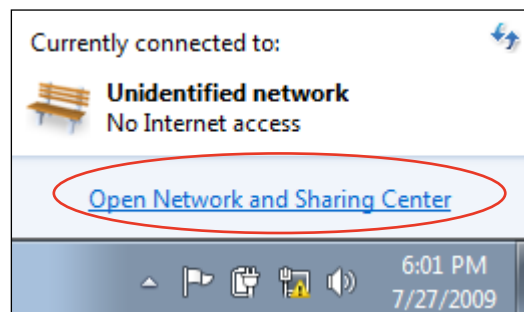 Currently connected to:
Unidentified network
No Internet access
Open Network and Sharing Center
6:01 PM
7/27/2009